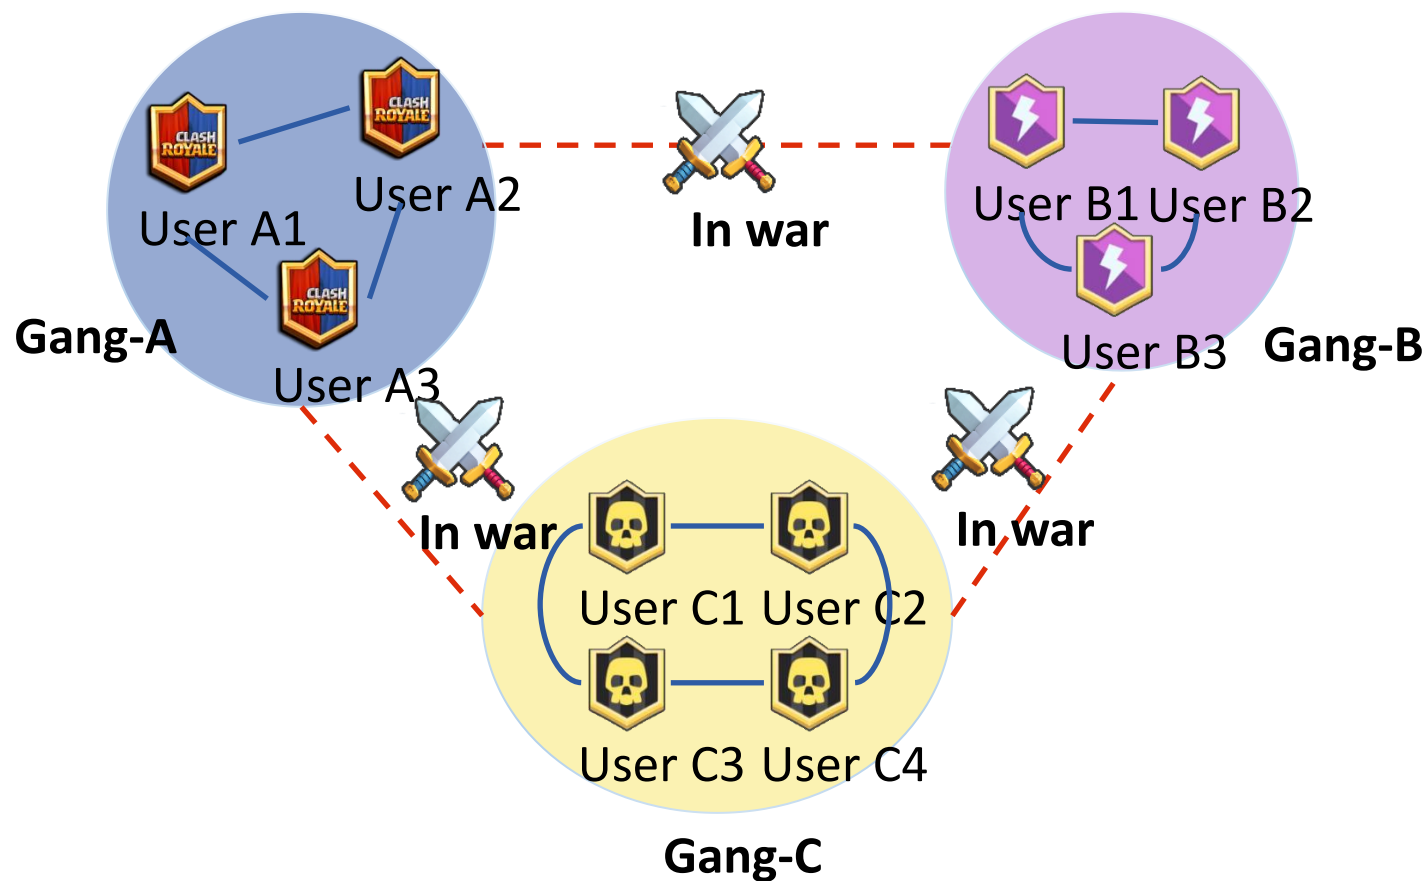 CLASH
ROYALE
CLASH
ROYALE
User A1
User A2
CLASH
ROYALE
User A3
Gang-A
In war
User B1
User B2
User B3
Gang-B
In war
In war
User C1
User C2
User C3
User C4
Gang-C